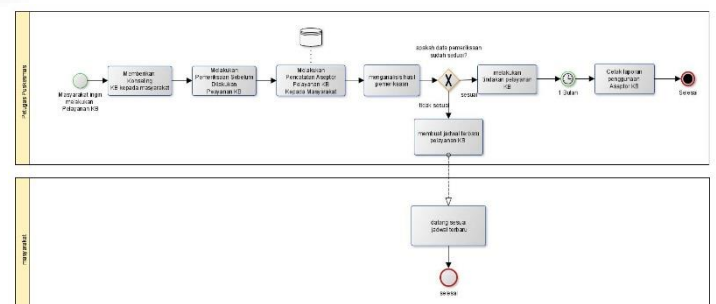 Petugas Puskesmas
Masyarakat ingin
melakukan
Pelayanan KB
Memberikan
Konseling
KB kepada masyarakat
Melakukan
Pemeriksaan Sebelum
Dilakukan
Pelayanan KB
Melakukan
Pencatatan Aseptor
Pelayanan KB
Kepada Masyarakat
menganalisis hasil
pemeriksaan
apakah data pemeriksaan
sudah sesuai?
X
sesuai
tidak sesuai
melakukan
tindakan pelayanan
KB
1 Bulan
Cetak laporan
penggunaan
Aseptor KB
Selesai
membuat jadwal terbaru
pelayanan KB
masyarakat
datang sesuai
jadwal terbaru
selesai